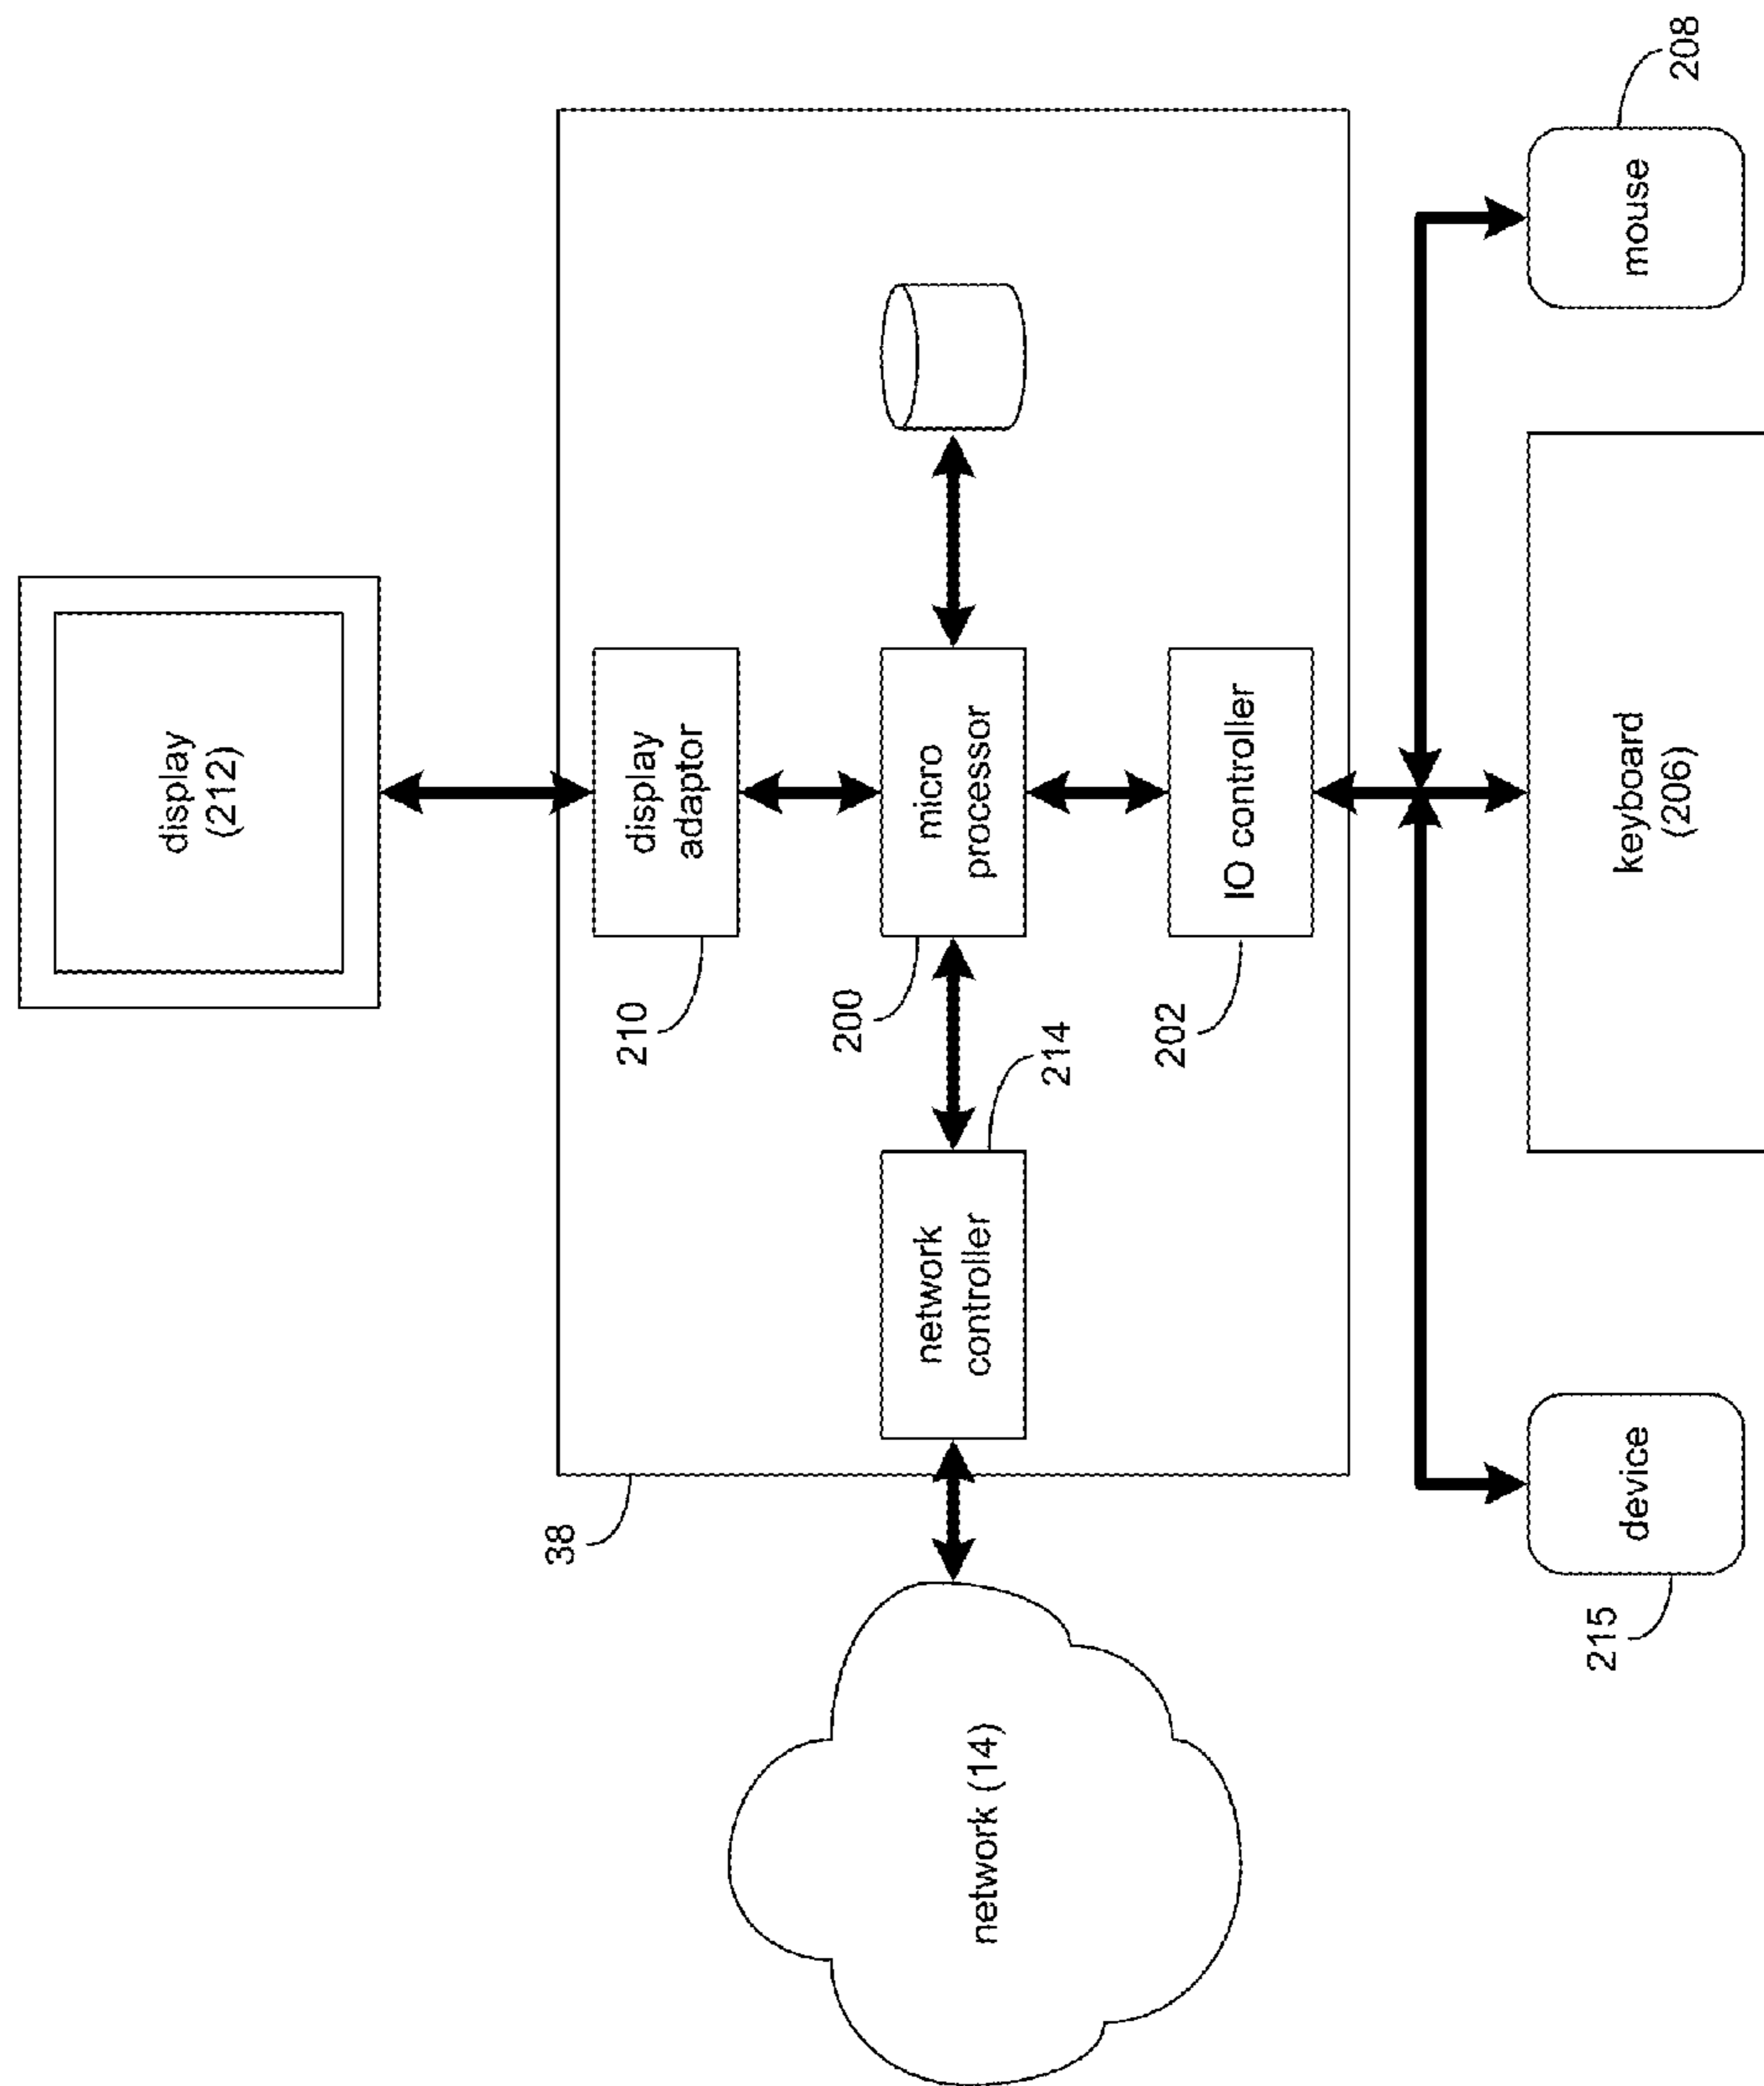 display
(212)
210
display
adaptor
38
200
micro
processor
network
controller
214
network (14)
202
IO controller
215
device
keyboard
(206)
mouse
208